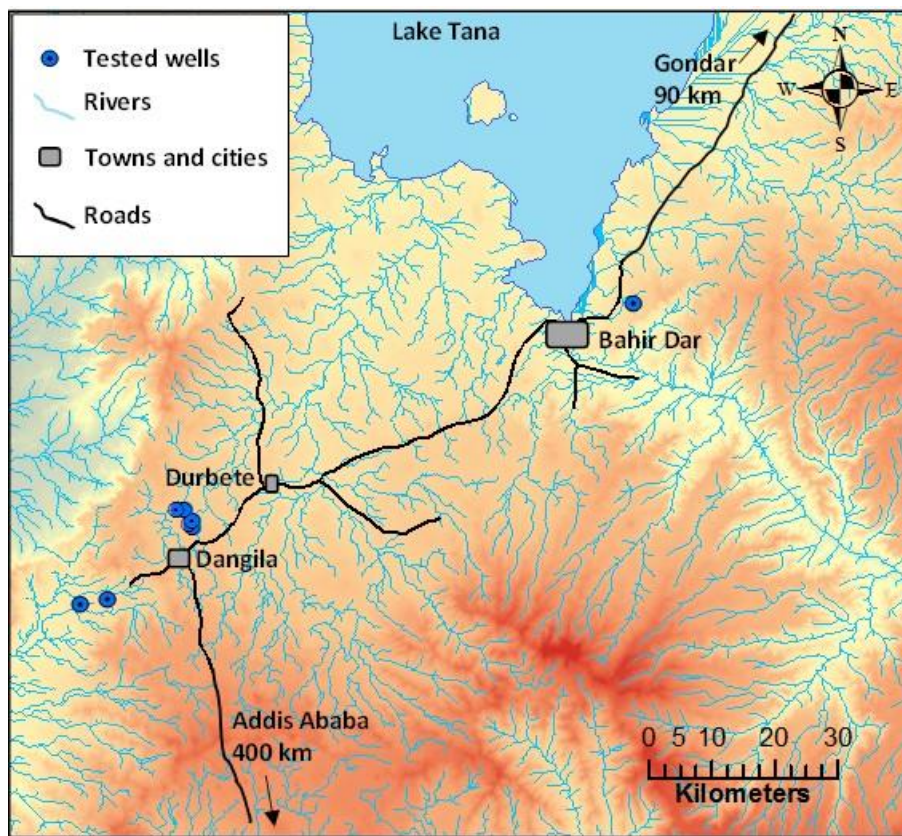 Tested wells
Rivers
Towns and cities
Roads
Lake Tana
Gondar
90 km
N
W
E
S
Bahir Dar
Durbete
Dangila
Addis Ababa
400 km
0 5 10 20 30
Kilometers